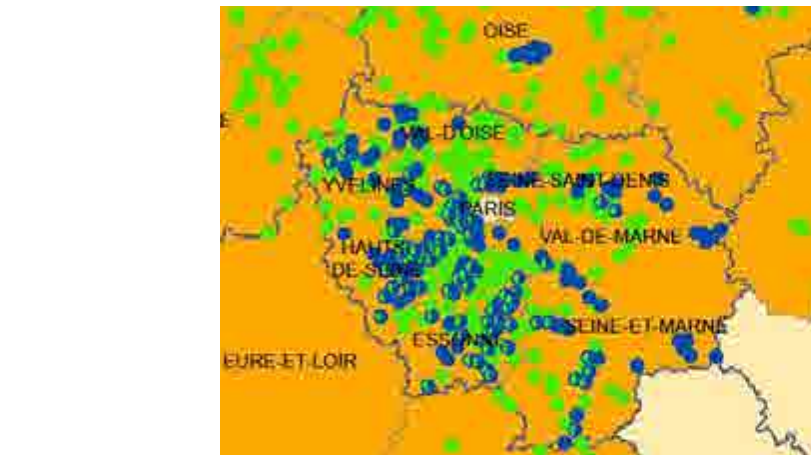 OISE
VAL-D'OISE
YVELINES
SEINE-SAINT-DENIS
PARIS
HAUTS
DE-SEINE
VAL-DE-MARNE
SEINE-ET-MARNE
ESSONNE
EURE-ET-LOIR